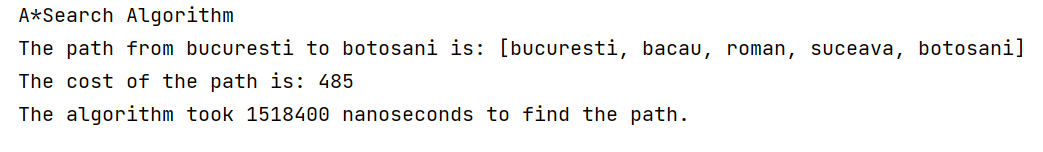 A*Search Algorithm
The path from bucuresti to botosani is: [bucuresti, bacau, roman, suceava, botosani]
The cost of the path is: 485
The algorithm took 1518400 nanoseconds to find the path.